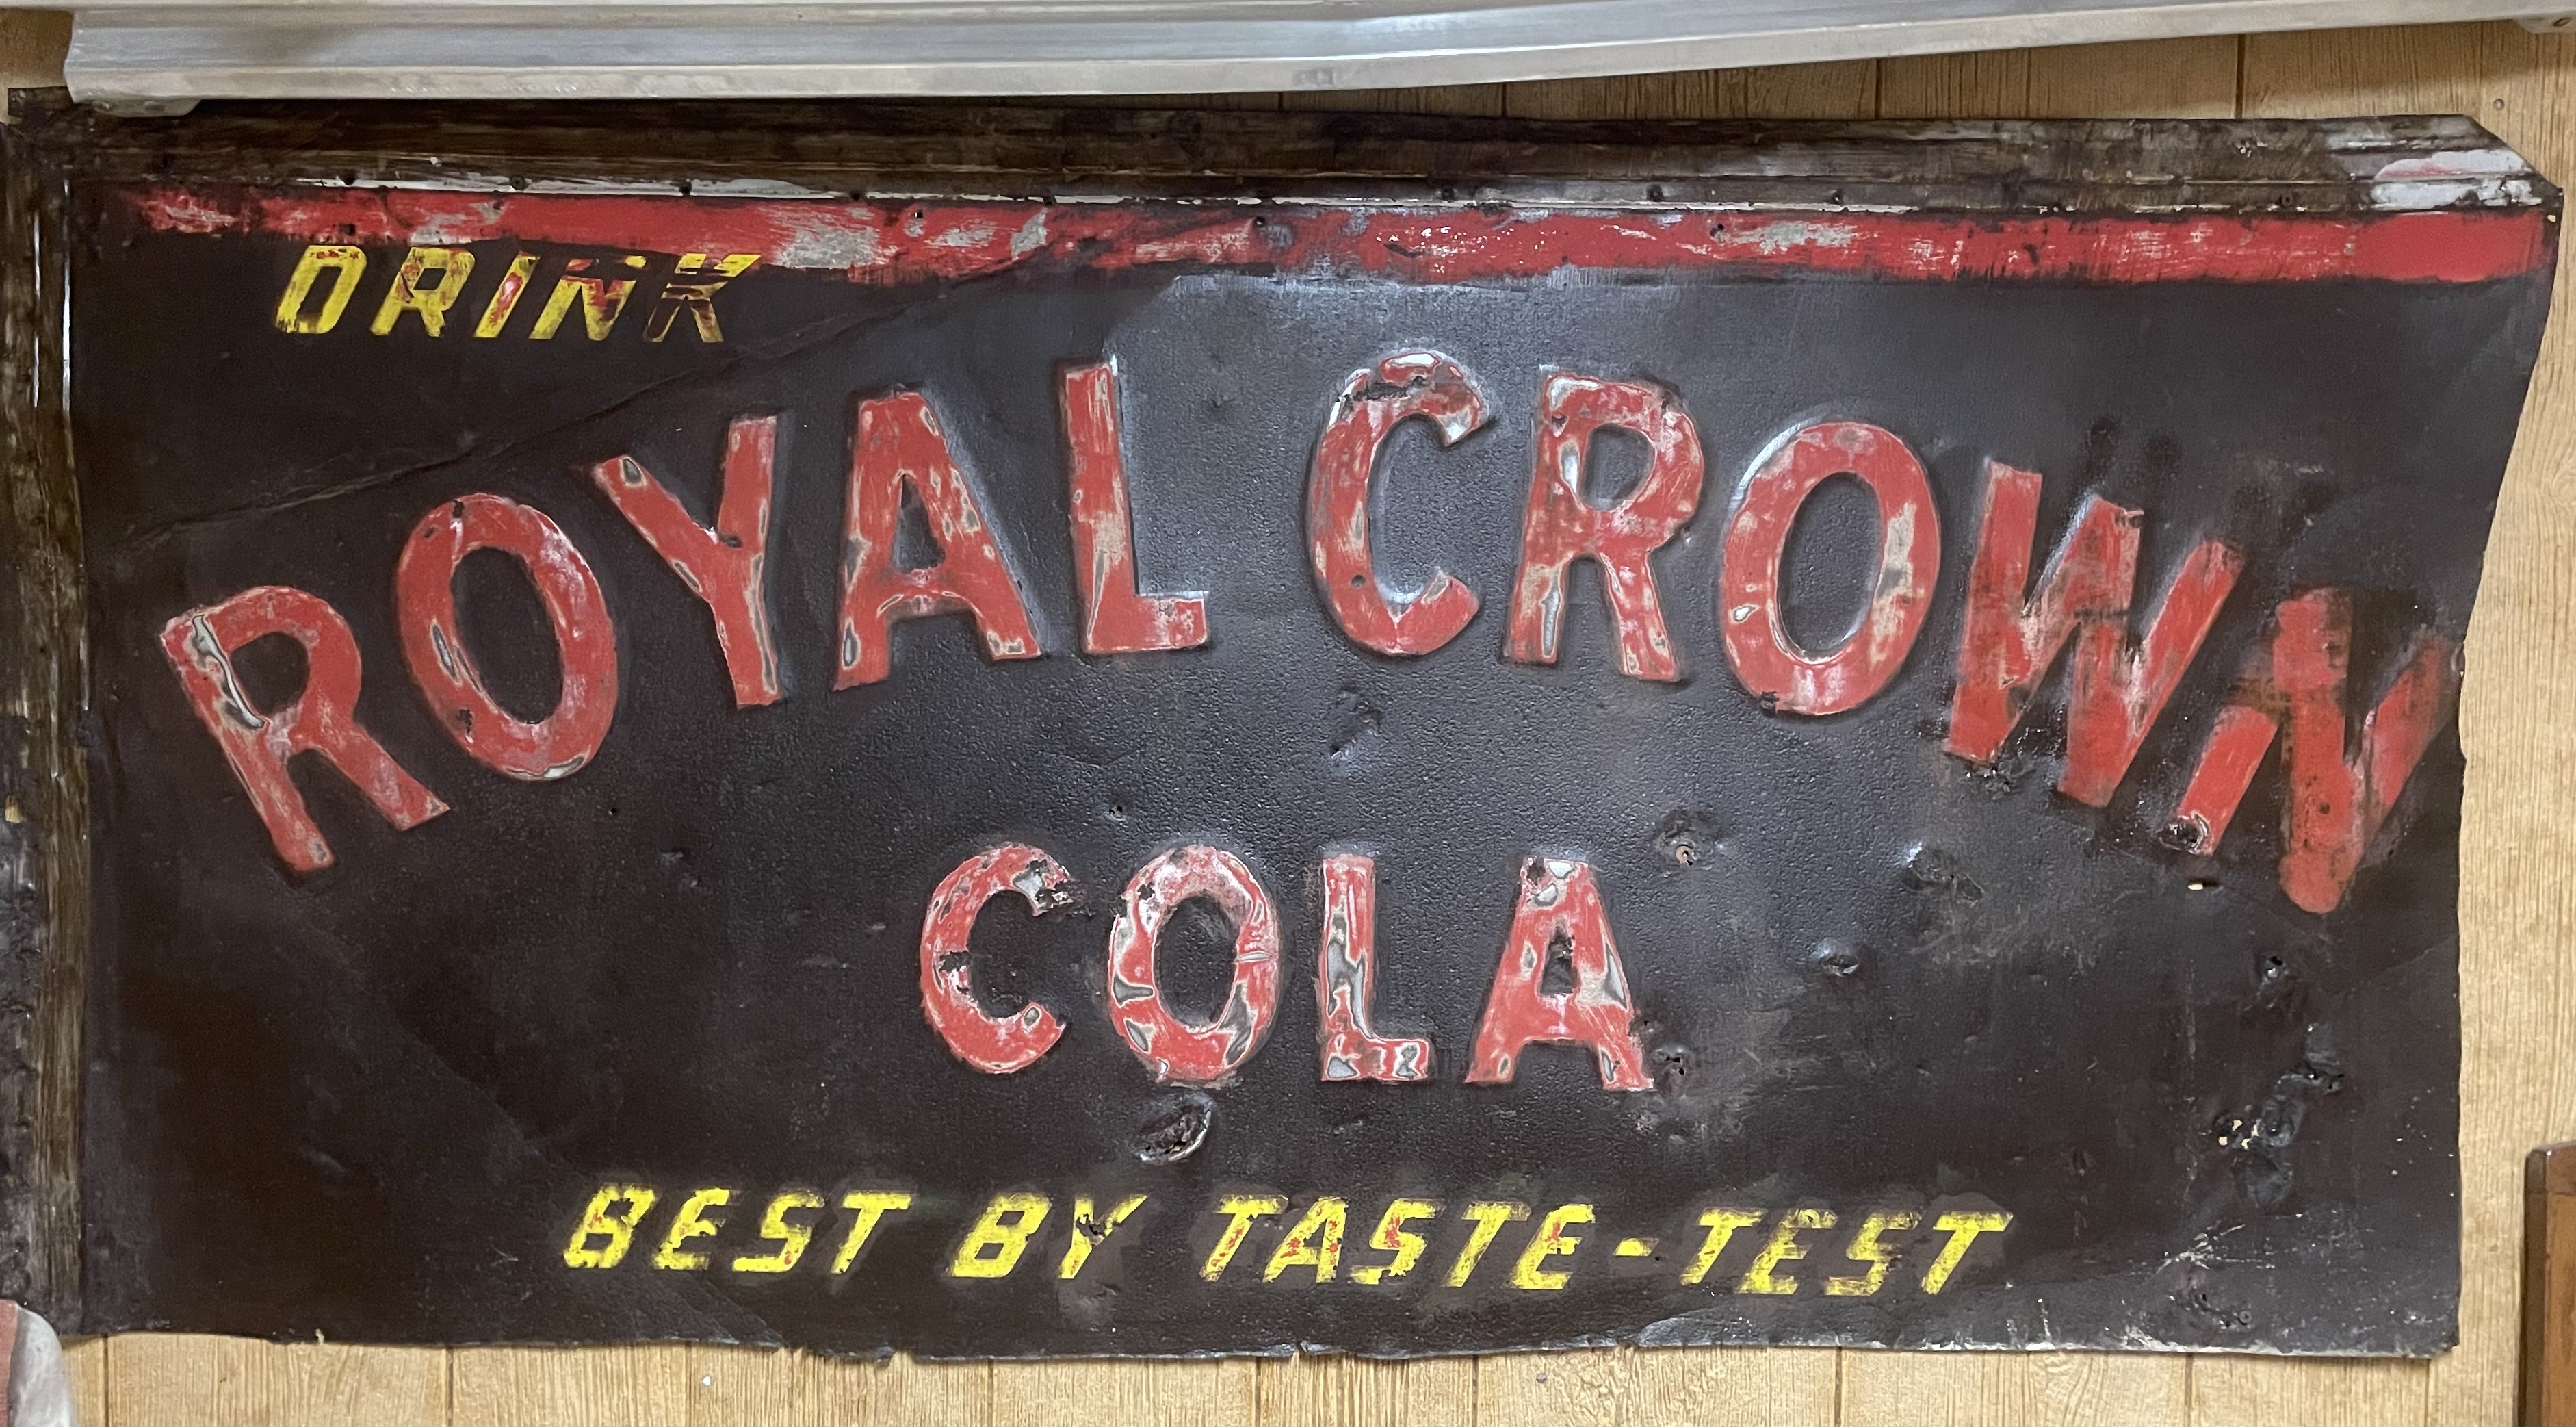 DRINK
ROYAL CROWN
COLA
BEST BY TASTE-TEST